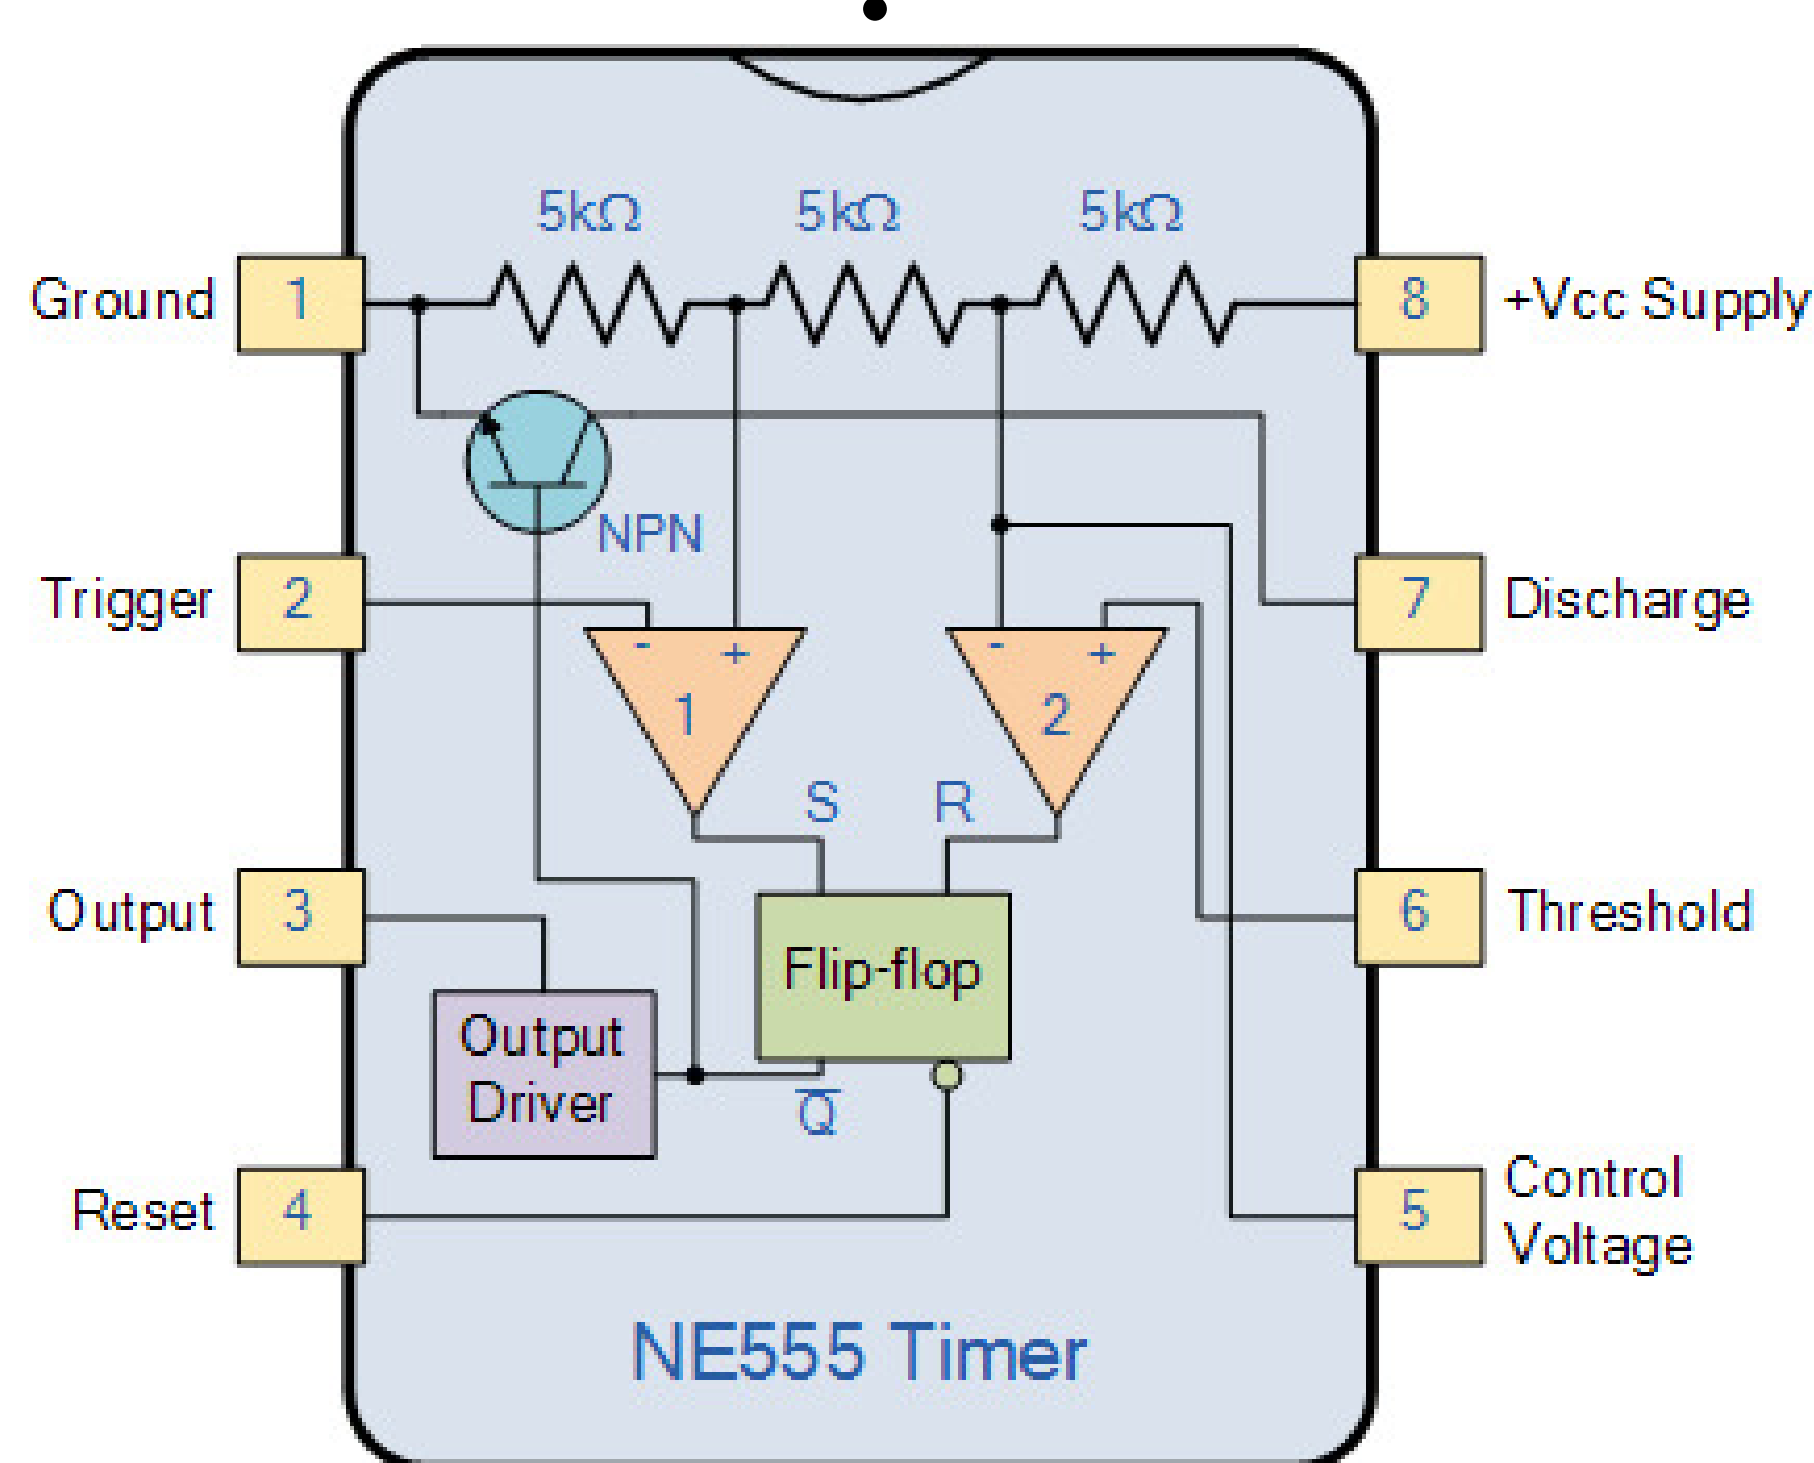 5kΩ 5kΩ 5kΩ
Ground 1 8 +Vcc Supply
NPN
Trigger 2 7 Discharge
- + - +
1 2
S R
Output 3 6 Threshold
Flip-flop
Output
Driver
Q̅
Reset 4 5 Control
Voltage
NE555 Timer